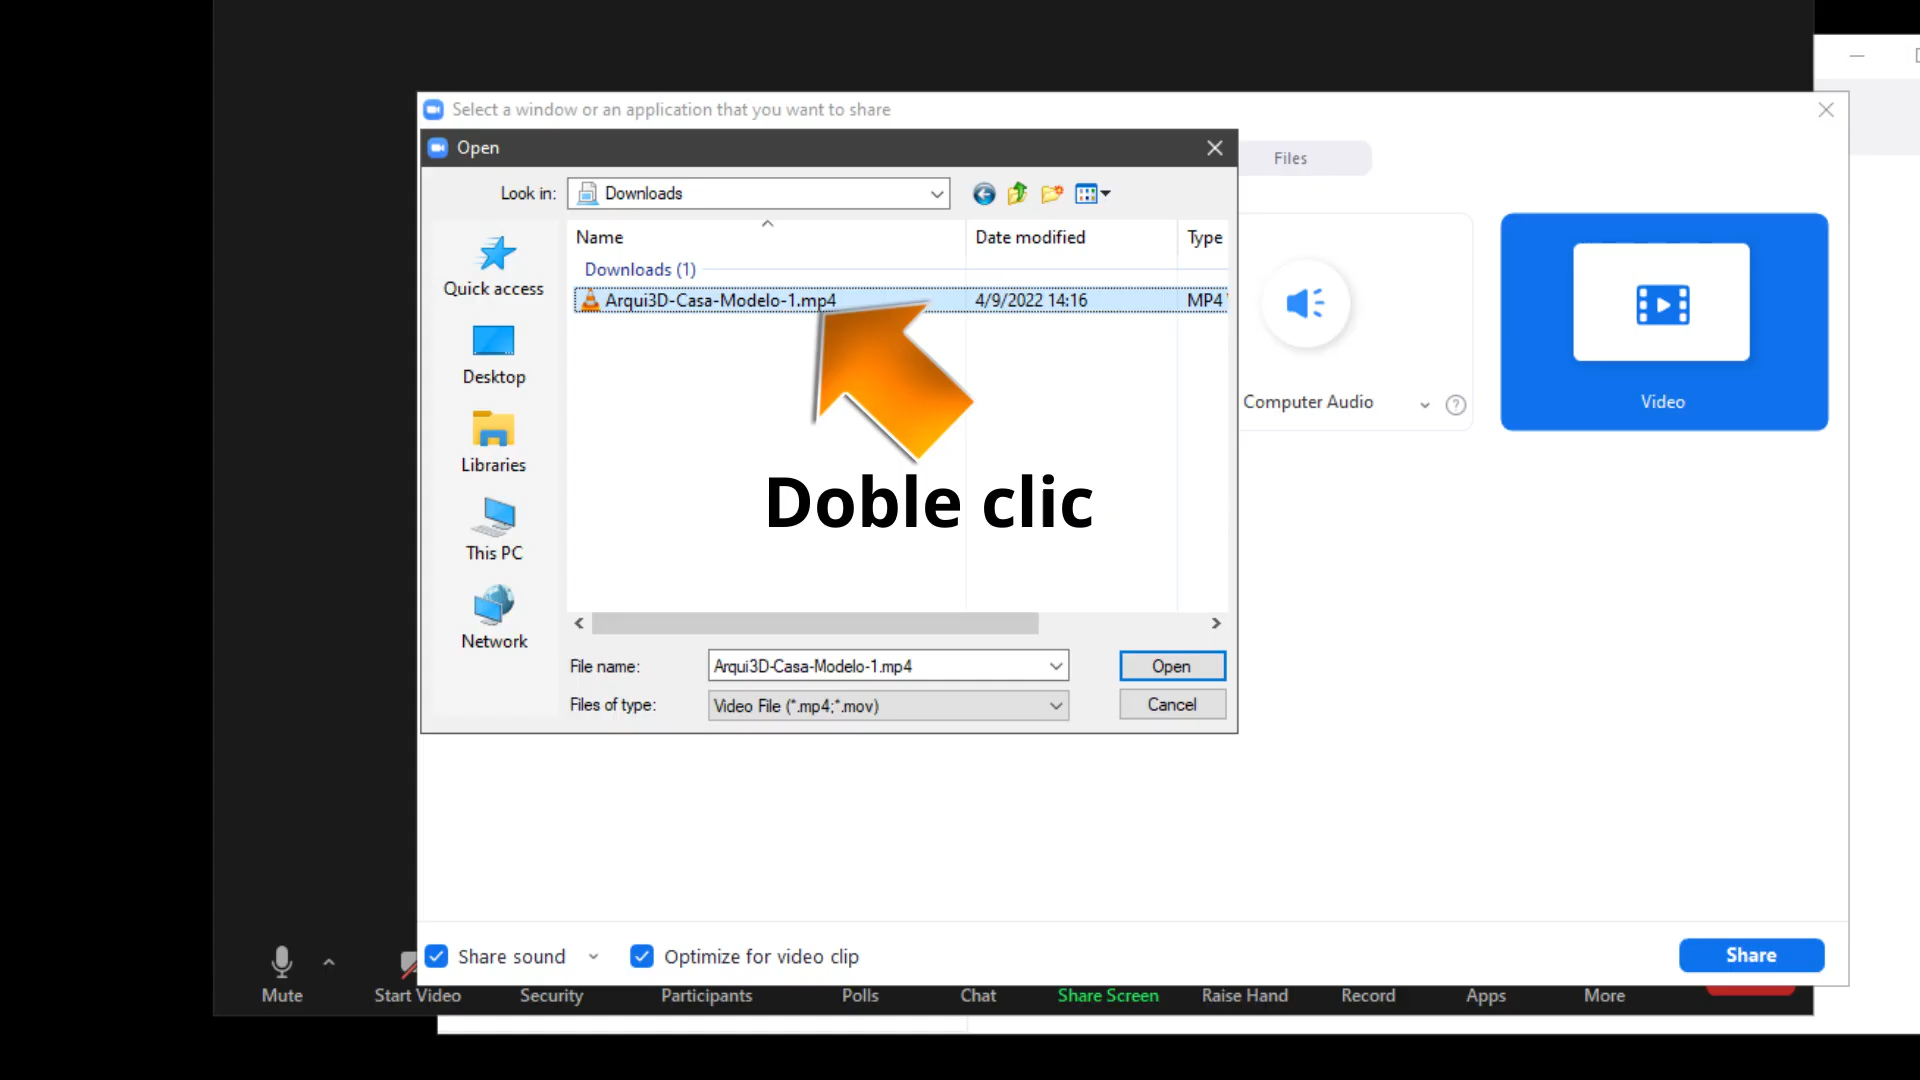 Select a window or an application that you want to share
Open
Files
Look in:
Downloads
Name
Date modified
Type
Downloads (1)
Arqui3D-Casa-Modelo-1.mp4
4/9/2022 14:16
MP4
Quick access
Desktop
Libraries
This PC
Network
Computer Audio
Video
Doble clic
File name:
Arqui3D-Casa-Modelo-1.mp4
Open
Files of type:
Video File (*.mp4;*.mov)
Cancel
Share sound
Optimize for video clip
Share
Mute
Start Video
Security
Participants
Polls
Chat
Share Screen
Raise Hand
Record
Apps
More